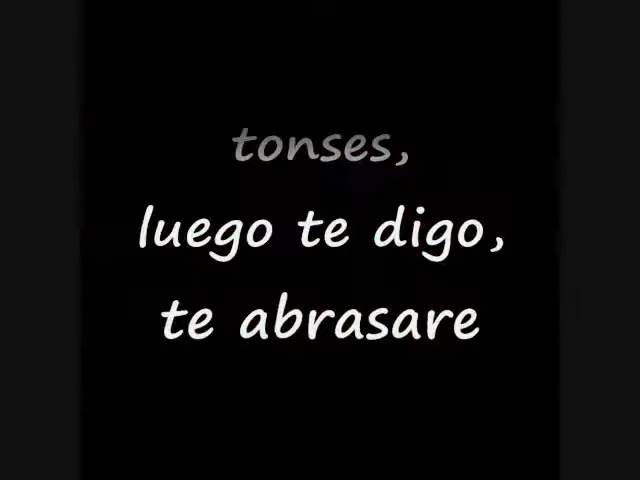 tonses,
luego te digo,
te abrasare